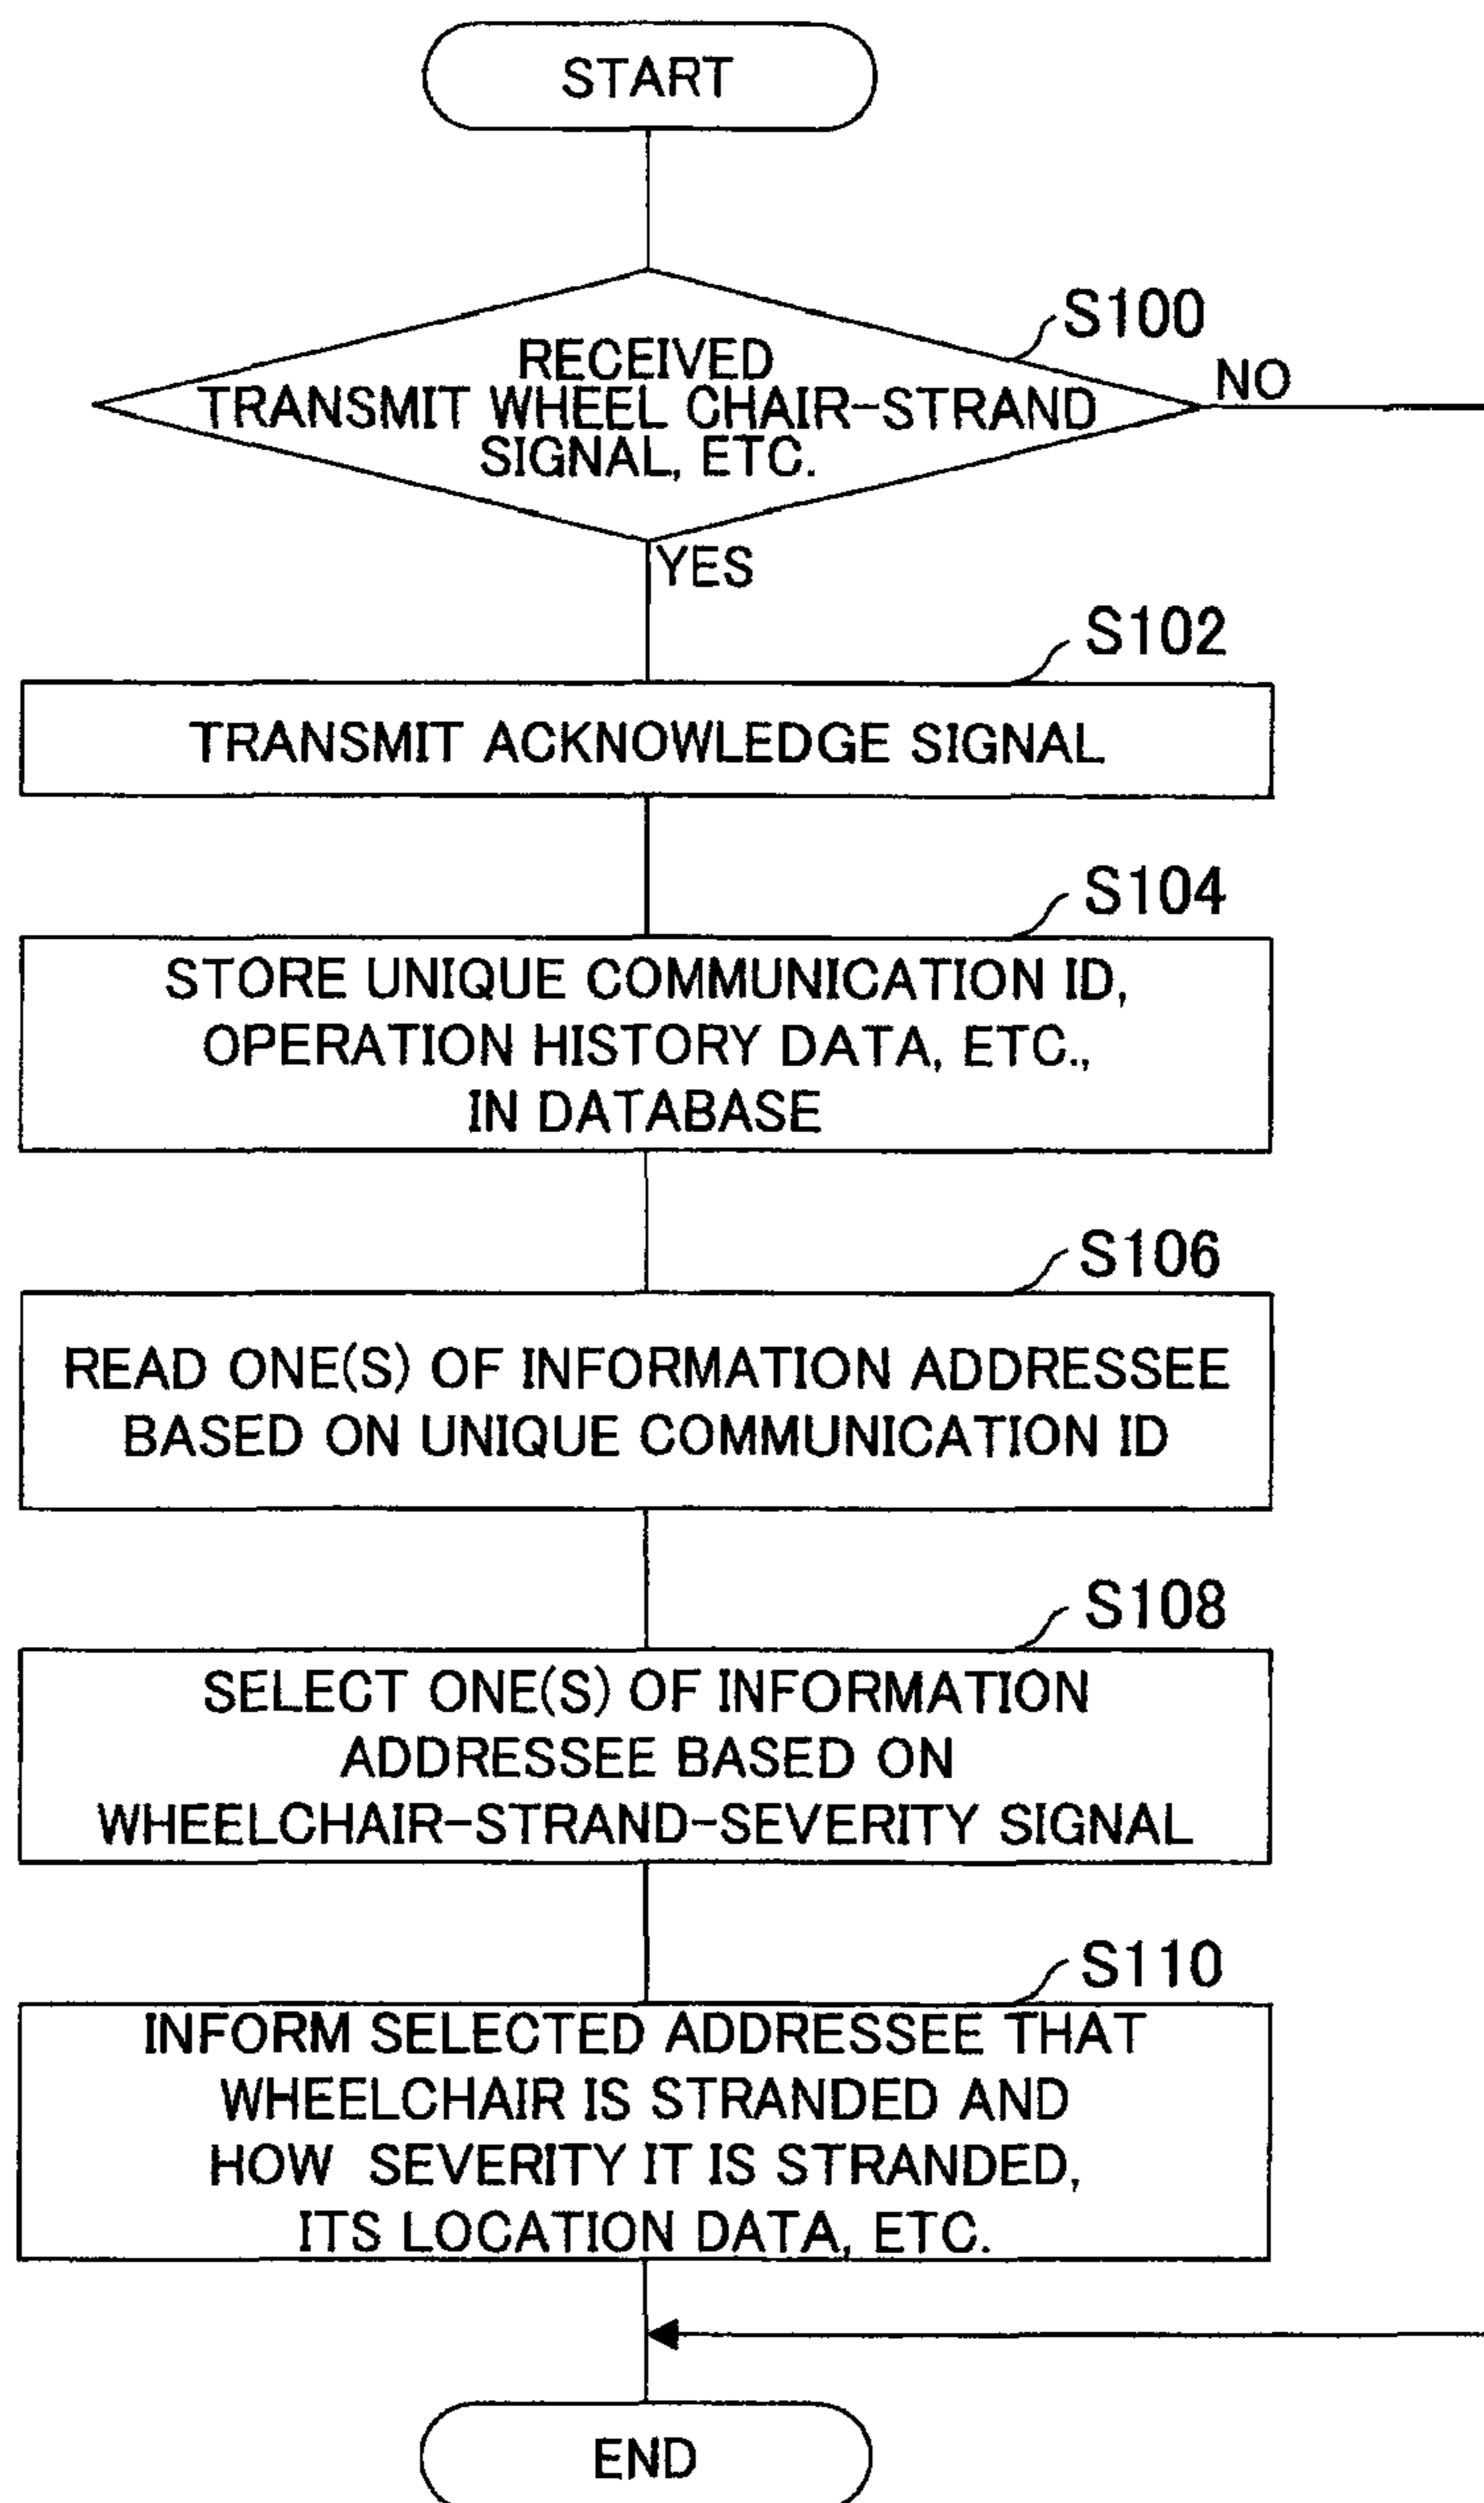 START
S100
RECEIVED
TRANSMIT WHEEL CHAIR-STRAND
SIGNAL, ETC.
NO
YES
S102
TRANSMIT ACKNOWLEDGE SIGNAL
S104
STORE UNIQUE COMMUNICATION ID,
OPERATION HISTORY DATA, ETC.,
IN DATABASE
S106
READ ONE(S) OF INFORMATION ADDRESSEE
BASED ON UNIQUE COMMUNICATION ID
S108
SELECT ONE(S) OF INFORMATION
ADDRESSEE BASED ON
WHEELCHAIR-STRAND-SEVERITY SIGNAL
S110
INFORM SELECTED ADDRESSEE THAT
WHEELCHAIR IS STRANDED AND
HOW SEVERITY IT IS STRANDED,
ITS LOCATION DATA, ETC.
END